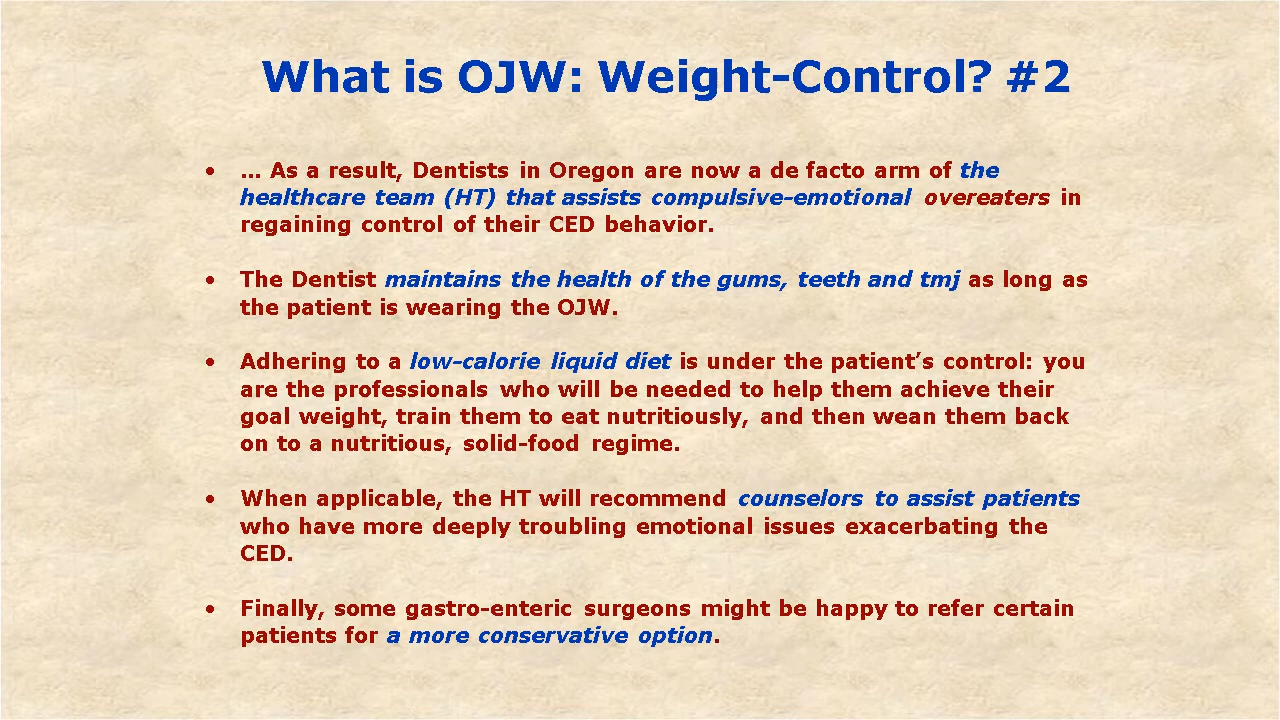 What is OJW: Weight-Control? #2
• ... As a result, Dentists in Oregon are now a de facto arm of the
healthcare team (HT) that assists compulsive-emotional overeaters in
regaining control of their CED behavior.
• The Dentist maintains the health of the gums, teeth and tmj as long as
the patient is wearing the OJW.
• Adhering to a low-calorie liquid diet is under the patient’s control: you
are the professionals who will be needed to help them achieve their
goal weight, train them to eat nutritiously, and then wean them back
on to a nutritious, solid-food regime.
• When applicable, the HT will recommend counselors to assist patients
who have more deeply troubling emotional issues exacerbating the
CED.
• Finally, some gastro-enteric surgeons might be happy to refer certain
patients for a more conservative option.